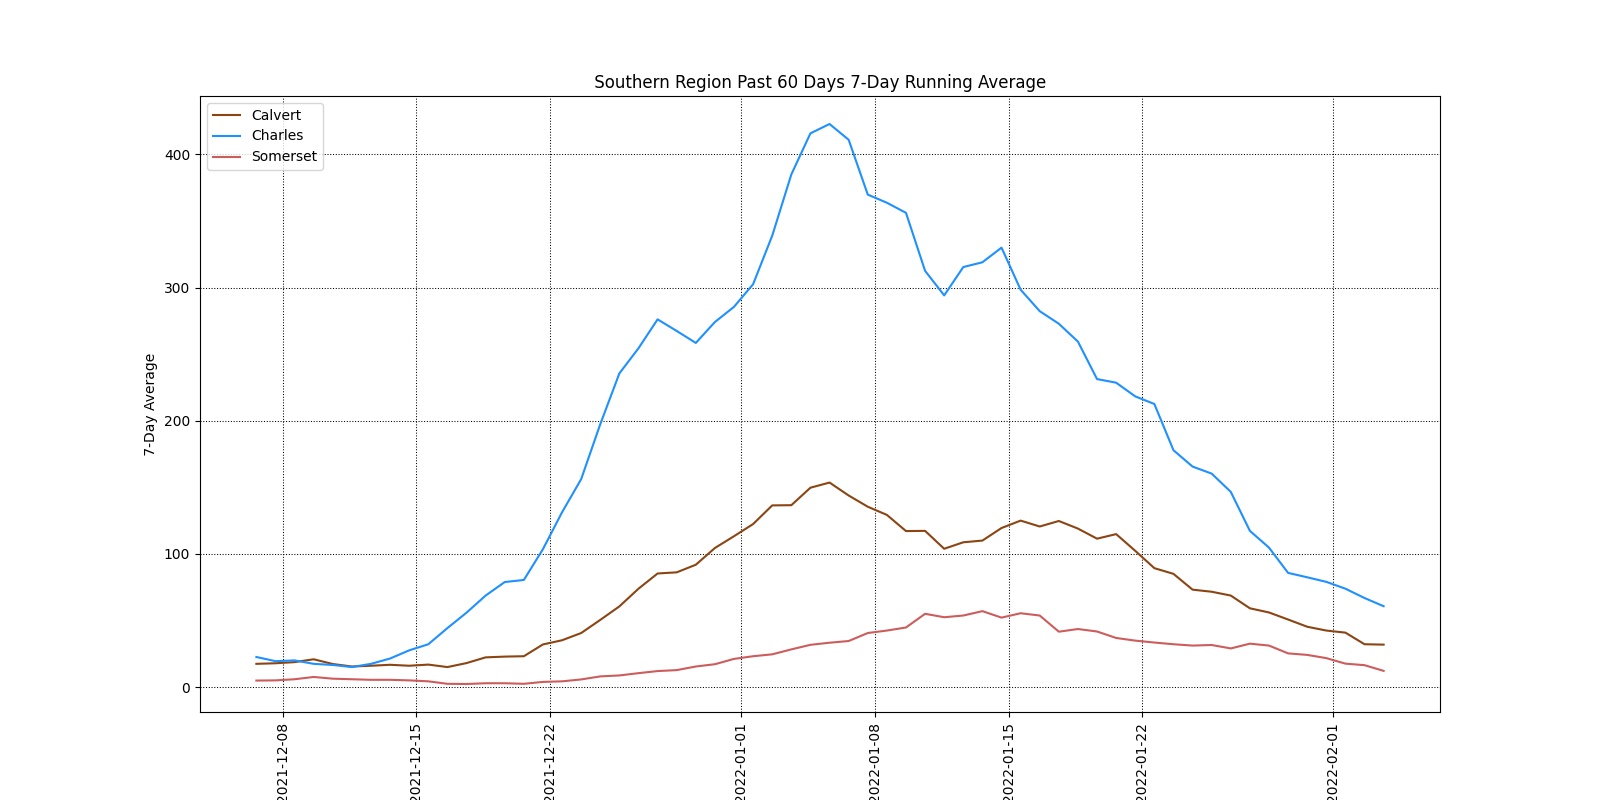 Southern Region Past 60 Days 7-Day Running Average
Calvert
Charles
Somerset
400
300
200
100
0
7-Day Average
2021-12-08
2021-12-15
2021-12-22
2022-01-01
2022-01-08
2022-01-15
2022-01-22
2022-02-01